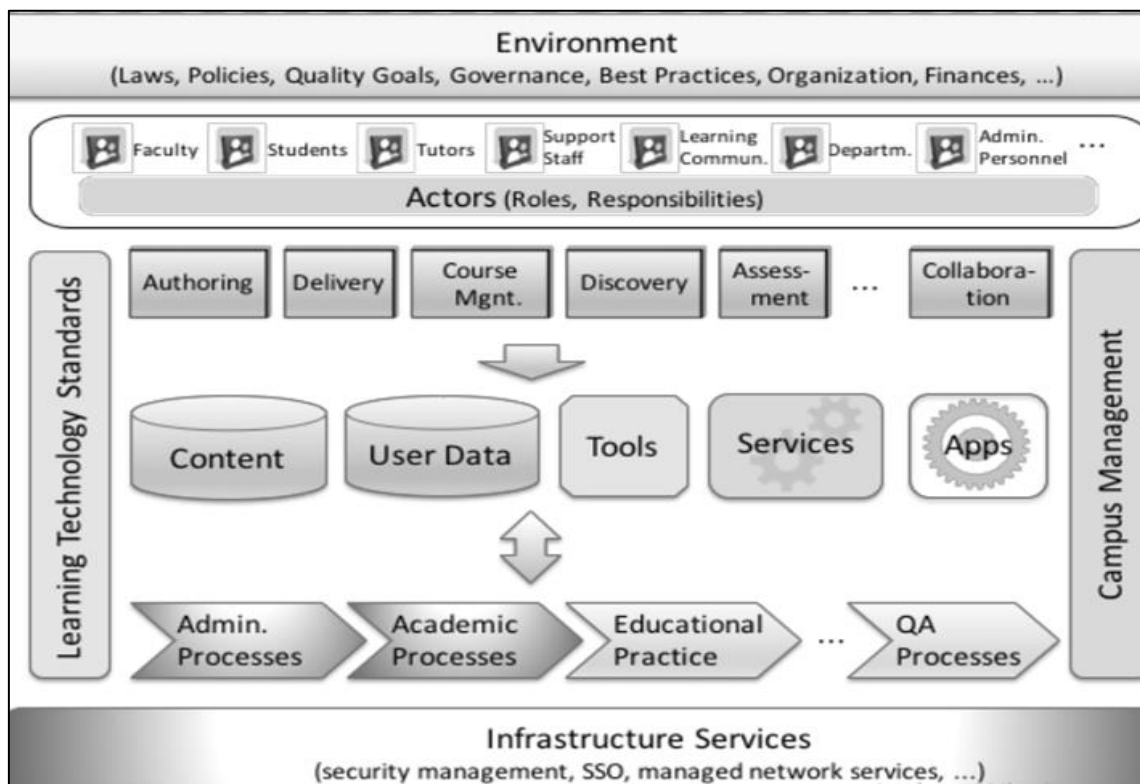 Environment
(Laws, Policies, Quality Goals, Governance, Best Practices, Organization, Finances, ...)
Faculty
Students
Tutors
Support
Staff
Learning
Commun.
Departm.
Admin.
Personnel
...
Actors (Roles, Responsibilities)
Learning Technology Standards
Authoring
Delivery
Course
Mgnt.
Discovery
Assess-
ment
...
Collabora-
tion
Content
User Data
Tools
Services
Apps
Admin.
Processes
Academic
Processes
Educational
Practice
...
QA
Processes
Campus Management
Infrastructure Services
(security management, SSO, managed network services, ...)